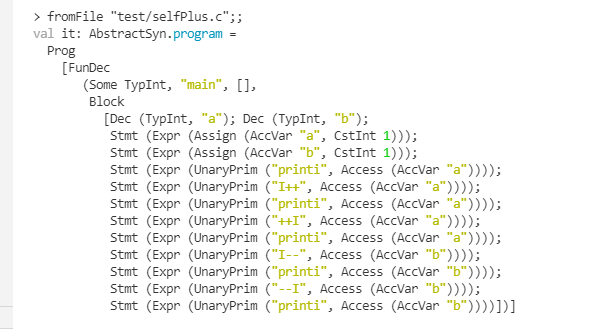 > fromFile "test/selfPlus.c";;
val it: AbstractSyn.program =
  Prog
    [FunDec
       (Some TypInt, "main", [],
        Block
          [Dec (TypInt, "a"); Dec (TypInt, "b");
           Stmt (Expr (Assign (AccVar "a", CstInt 1)));
           Stmt (Expr (Assign (AccVar "b", CstInt 1)));
           Stmt (Expr (UnaryPrim ("printi", Access (AccVar "a"))));
           Stmt (Expr (UnaryPrim ("I++", Access (AccVar "a"))));
           Stmt (Expr (UnaryPrim ("printi", Access (AccVar "a"))));
           Stmt (Expr (UnaryPrim ("++I", Access (AccVar "a"))));
           Stmt (Expr (UnaryPrim ("printi", Access (AccVar "a"))));
           Stmt (Expr (UnaryPrim ("I--", Access (AccVar "b"))));
           Stmt (Expr (UnaryPrim ("printi", Access (AccVar "b"))));
           Stmt (Expr (UnaryPrim ("--I", Access (AccVar "b"))));
           Stmt (Expr (UnaryPrim ("printi", Access (AccVar "b"))))])]